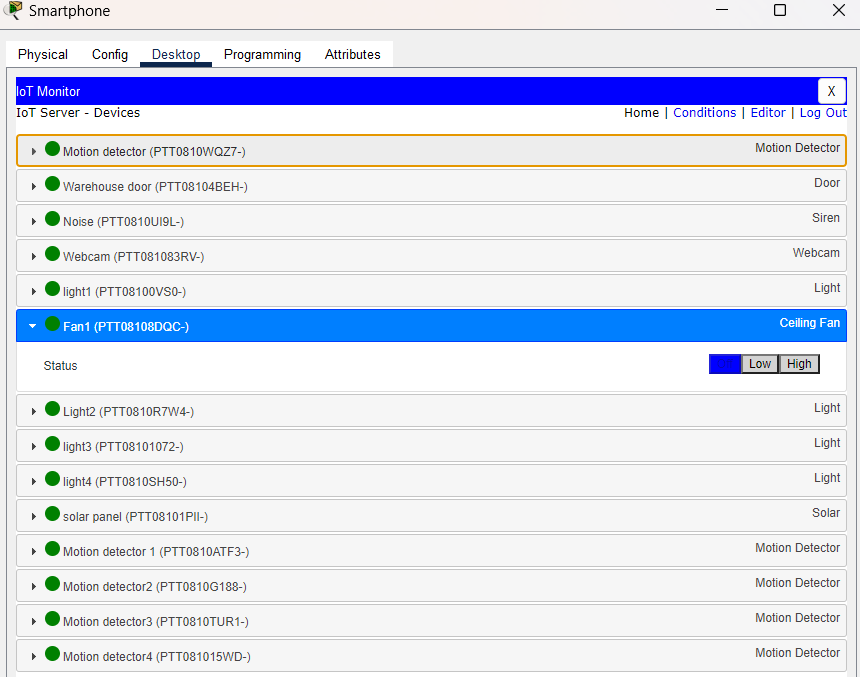 Smartphone
Physical Config Desktop Programming Attributes
IoT Monitor X
IoT Server - Devices Home | Conditions | Editor | Log Out
Motion detector (PTT0810WQZ7-) Motion Detector
Warehouse door (PTT08104BEH-) Door
Noise (PTT0810UI9L-) Siren
Webcam (PTT081083RV-) Webcam
light1 (PTT08100VS0-) Light
Fan1 (PTT08108DQC-) Ceiling Fan
Status Low High
Light2 (PTT0810R7W4-) Light
light3 (PTT08101072-) Light
light4 (PTT0810SH50-) Light
solar panel (PTT08101PII-) Solar
Motion detector 1 (PTT0810ATF3-) Motion Detector
Motion detector2 (PTT0810G188-) Motion Detector
Motion detector3 (PTT0810TUR1-) Motion Detector
Motion detector4 (PTT081015WD-) Motion Detector